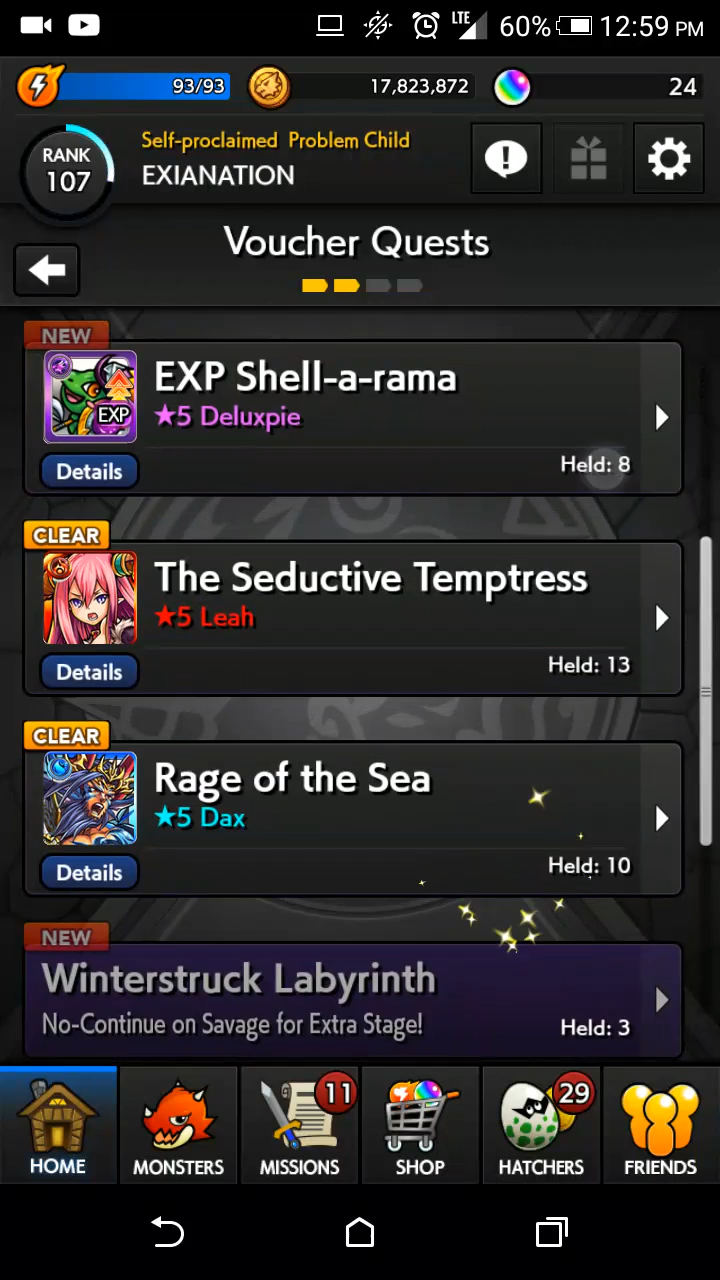 LTE 60% 12:59 PM
93/93 17,823,872 24
RANK
107
Self-proclaimed Problem Child
EXIANATION
Voucher Quests
NEW
EXP Shell-a-rama
★5 Deluxpie
EXP
Details
Held: 8
CLEAR
The Seductive Temptress
★5 Leah
Details
Held: 13
CLEAR
Rage of the Sea
★5 Dax
Details
Held: 10
NEW
Winterstruck Labyrinth
No-Continue on Savage for Extra Stage!
Held: 3
11 29
HOME MONSTERS MISSIONS SHOP HATCHERS FRIENDS